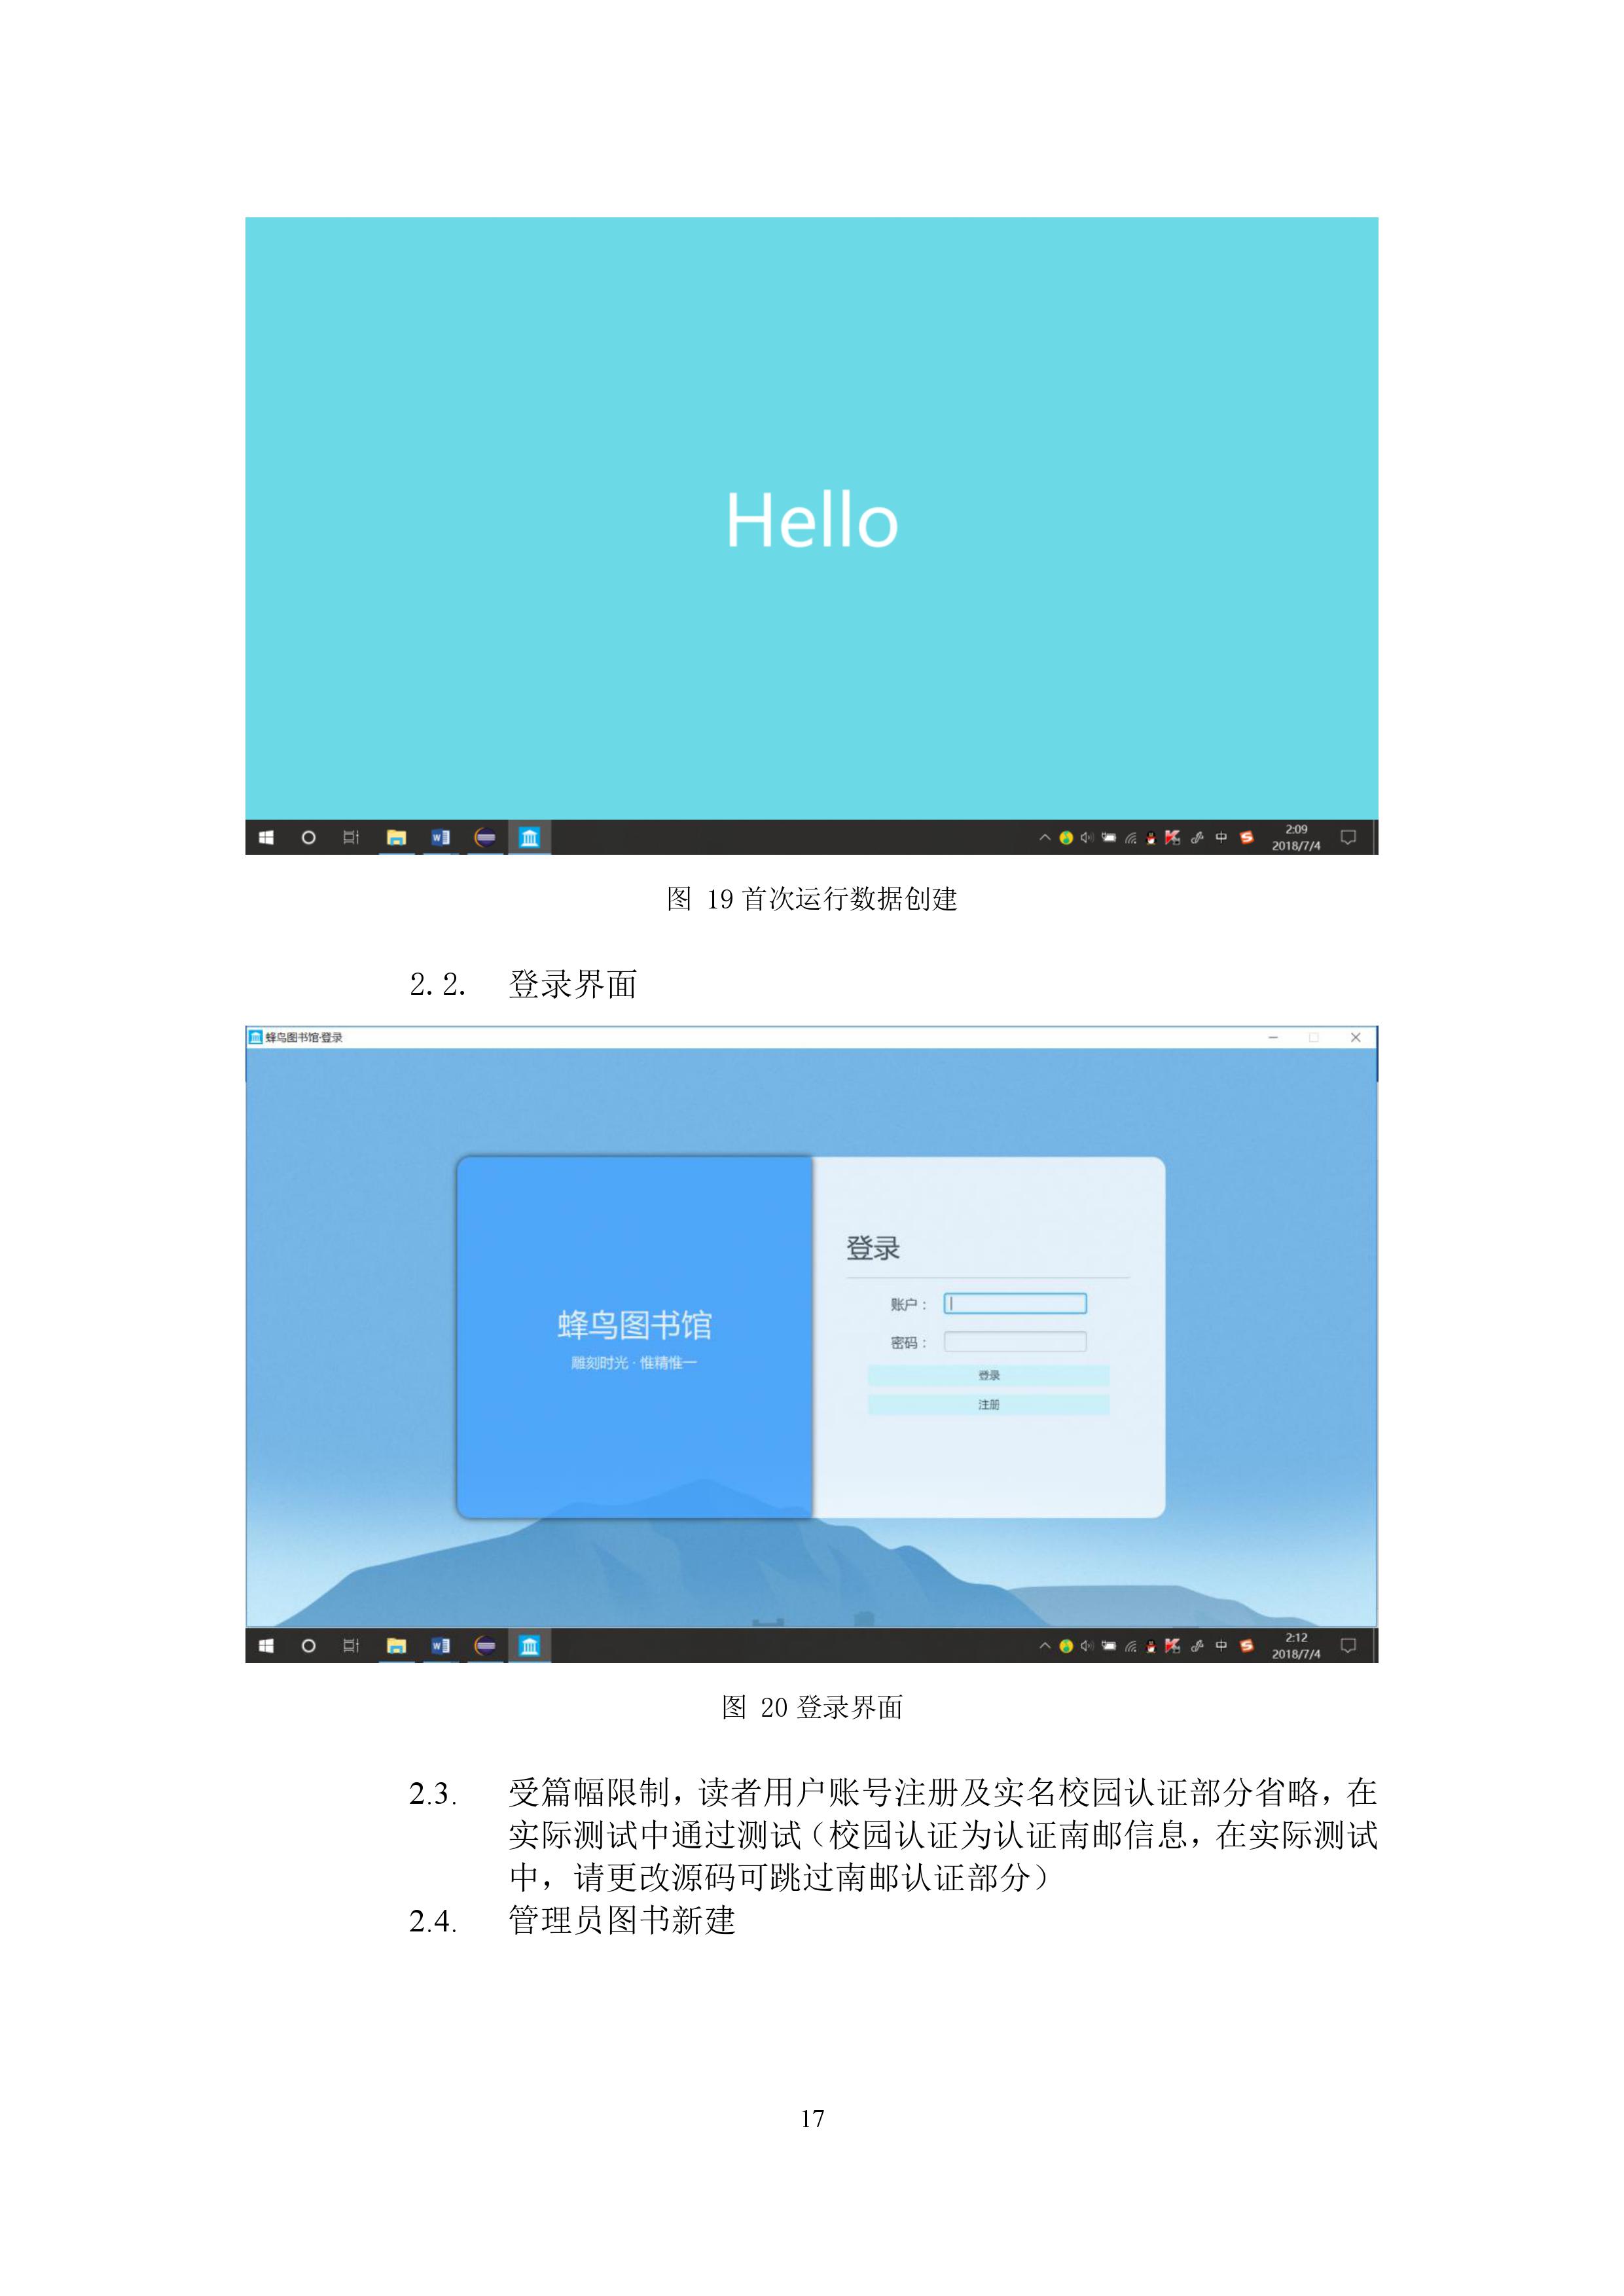 Hello
2:09
中
2018/7/4
图 19 首次运行数据创建
2.2. 登录界面
蜂鸟图书馆·登录
登录
账户：
蜂鸟图书馆
密码：
雕刻时光 · 惟精惟一
登录
注册
2:12
中
2018/7/4
图 20 登录界面
2.3. 受篇幅限制，读者用户账号注册及实名校园认证部分省略，在
实际测试中通过测试（校园认证为认证南邮信息，在实际测试
中，请更改源码可跳过南邮认证部分）
2.4. 管理员图书新建
17